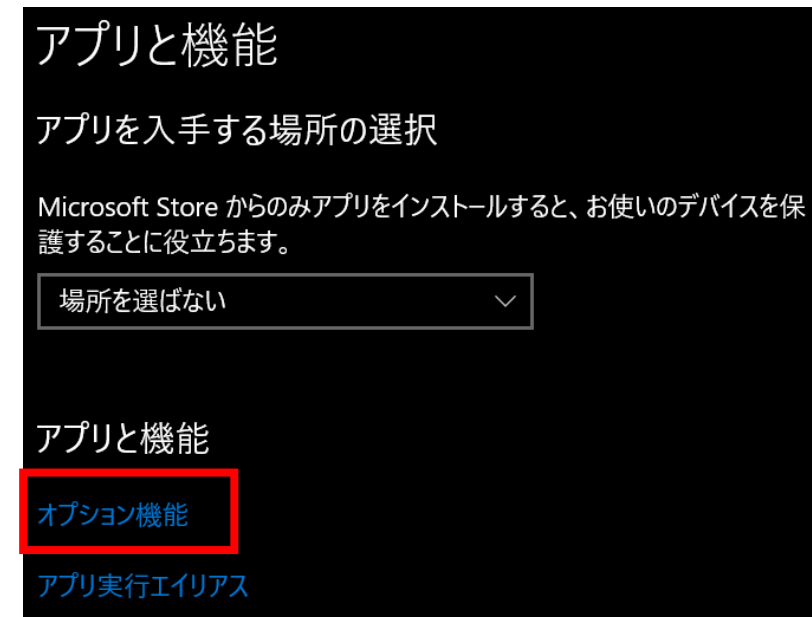 アプリと機能
アプリを入手する場所の選択
Microsoft Store からのみアプリをインストールすると、お使いのデバイスを保
護することに役立ちます。
場所を選ばない
アプリと機能
オプション機能
アプリ実行エイリアス